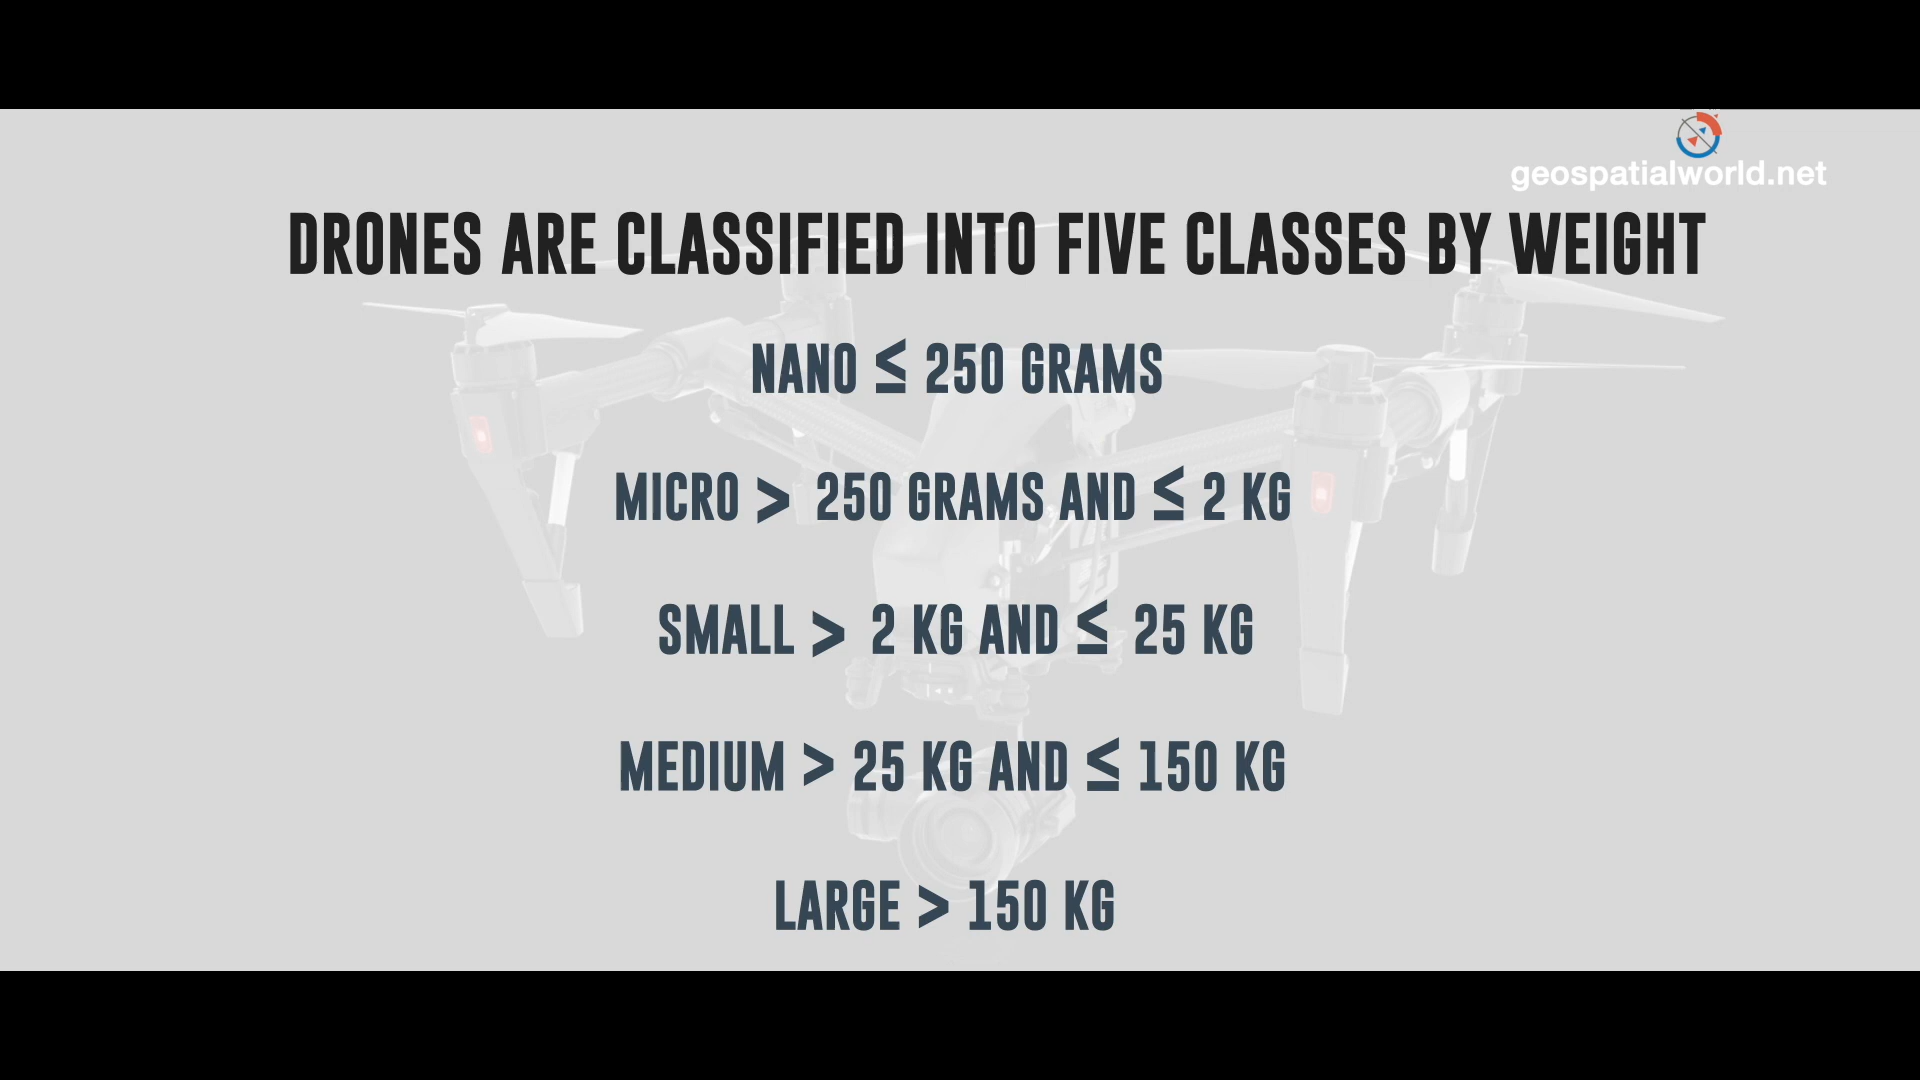 geospatialworld.net
DRONES ARE CLASSIFIED INTO FIVE CLASSES BY WEIGHT
NANO ≤ 250 GRAMS
MICRO > 250 GRAMS AND ≤ 2 KG
SMALL > 2 KG AND ≤ 25 KG
MEDIUM > 25 KG AND ≤ 150 KG
LARGE > 150 KG